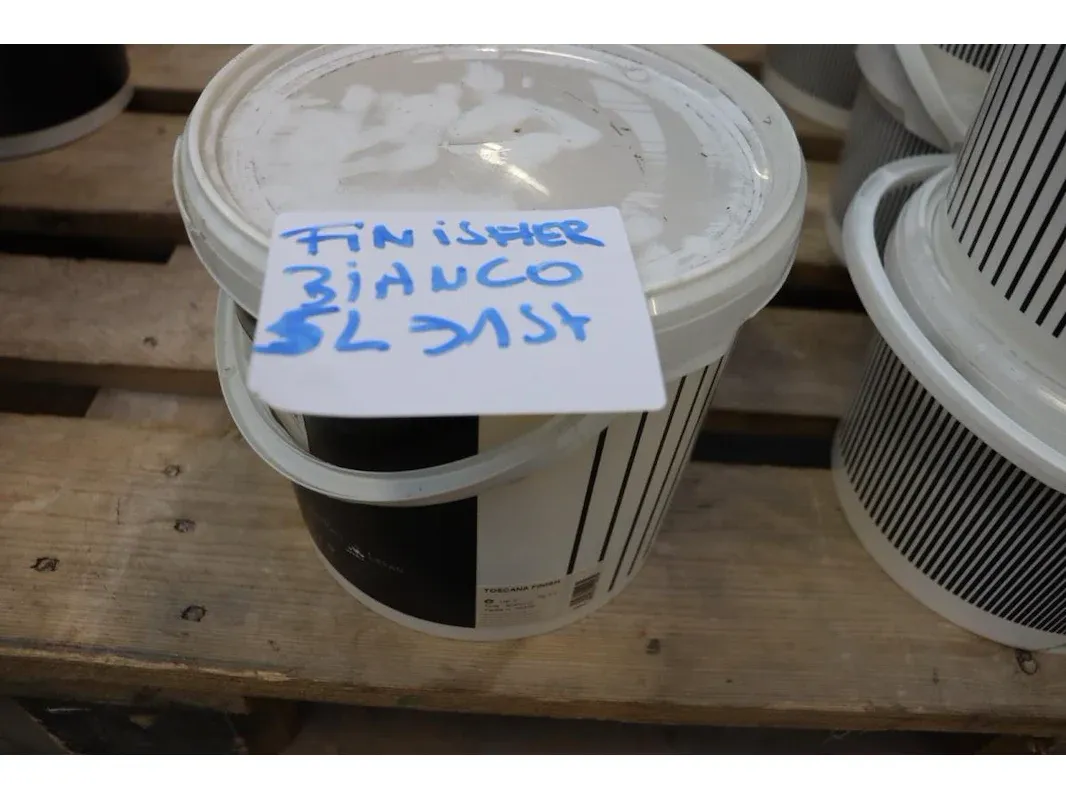 FiNiSHER
BiANCO
5L 31St
TOSCANA FINISH